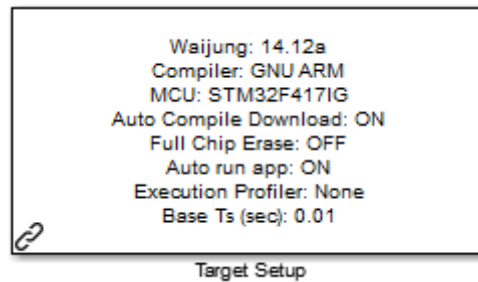 Waijung: 14.12a
Compiler: GNU ARM
MCU: STM32F417IG
Auto Compile Download: ON
Full Chip Erase: OFF
Auto run app: ON
Execution Profiler: None
Base Ts (sec): 0.01
Target Setup